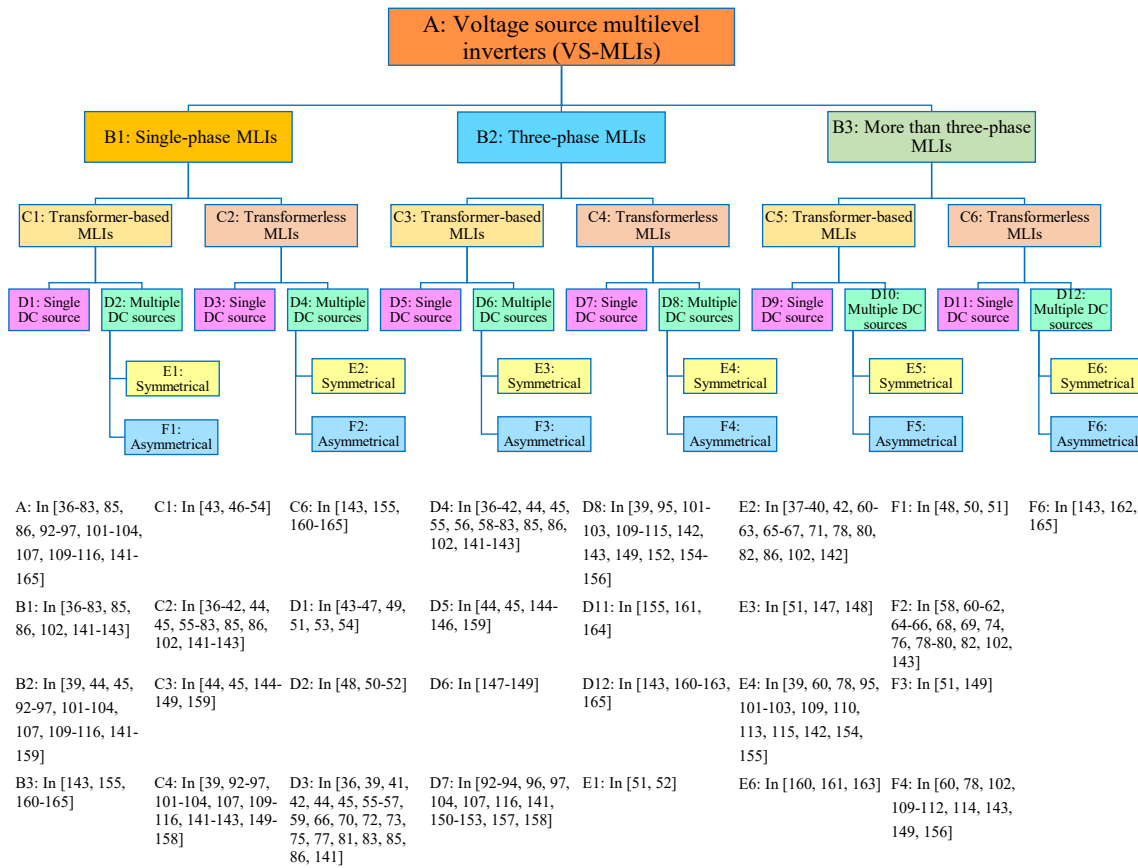 A: Voltage source multilevel
inverters (VS-MLIs)
B1: Single-phase MLIs
B2: Three-phase MLIs
B3: More than three-phase
MLIs
C1: Transformer-based
MLIs
C2: Transformerless
MLIs
C3: Transformer-based
MLIs
C4: Transformerless
MLIs
C5: Transformer-based
MLIs
C6: Transformerless
MLIs
D1: Single
DC source
D2: Multiple
DC sources
D3: Single
DC source
D4: Multiple
DC sources
D5: Single
DC source
D6: Multiple
DC sources
D7: Single
DC source
D8: Multiple
DC sources
D9: Single
DC source
D10:
Multiple DC
sources
D11: Single
DC source
D12:
Multiple DC
sources
E1:
Symmetrical
E2:
Symmetrical
E3:
Symmetrical
E4:
Symmetrical
E5:
Symmetrical
E6:
Symmetrical
F1:
Asymmetrical
F2:
Asymmetrical
F3:
Asymmetrical
F4:
Asymmetrical
F5:
Asymmetrical
F6:
Asymmetrical
A: In [36-83, 85,
86, 92-97, 101-104,
107, 109-116, 141-
165]
C1: In [43, 46-54]
C6: In [143, 155,
160-165]
D4: In [36-42, 44, 45,
55, 56, 58-83, 85, 86,
102, 141-143]
D8: In [39, 95, 101-
103, 109-115, 142,
143, 149, 152, 154-
156]
E2: In [37-40, 42, 60-
63, 65-67, 71, 78, 80,
82, 86, 102, 142]
F1: In [48, 50, 51]
F6: In [143, 162,
165]
B1: In [36-83, 85,
86, 102, 141-143]
C2: In [36-42, 44,
45, 55-83, 85, 86,
102, 141-143]
D1: In [43-47, 49,
51, 53, 54]
D5: In [44, 45, 144-
146, 159]
D11: In [155, 161,
164]
E3: In [51, 147, 148]
F2: In [58, 60-62,
64-66, 68, 69, 74,
76, 78-80, 82, 102,
143]
B2: In [39, 44, 45,
92-97, 101-104,
107, 109-116, 141-
159]
C3: In [44, 45, 144-
149, 159]
D2: In [48, 50-52]
D6: In [147-149]
D12: In [143, 160-163,
165]
E4: In [39, 60, 78, 95,
101-103, 109, 110,
113, 115, 142, 154,
155]
F3: In [51, 149]
B3: In [143, 155,
160-165]
C4: In [39, 92-97,
101-104, 107, 109-
116, 141-143, 149-
158]
D3: In [36, 39, 41,
42, 44, 45, 55-57,
59, 66, 70, 72, 73,
75, 77, 81, 83, 85,
86, 141]
D7: In [92-94, 96, 97,
104, 107, 116, 141,
150-153, 157, 158]
E1: In [51, 52]
E6: In [160, 161, 163]
F4: In [60, 78, 102,
109-112, 114, 143,
149, 156]